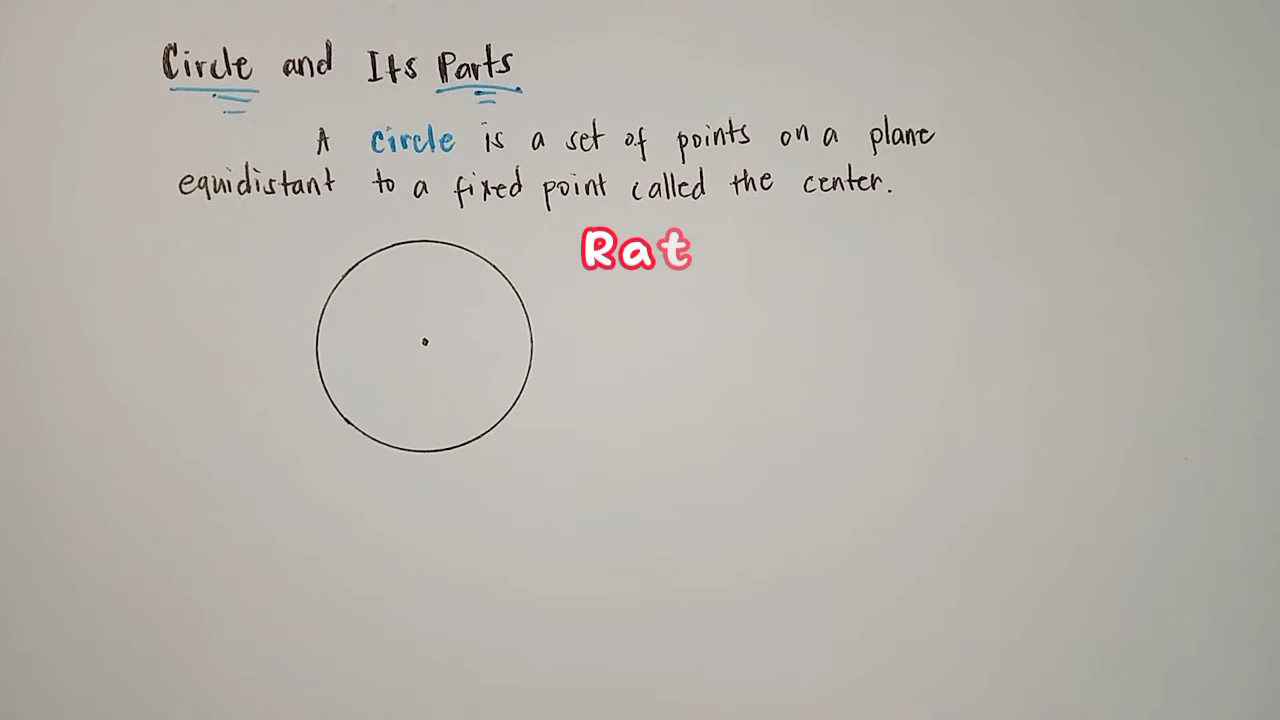 Circle and Its Parts
A circle is a set of points on a plane
equidistant to a fixed point called the center.
Rat